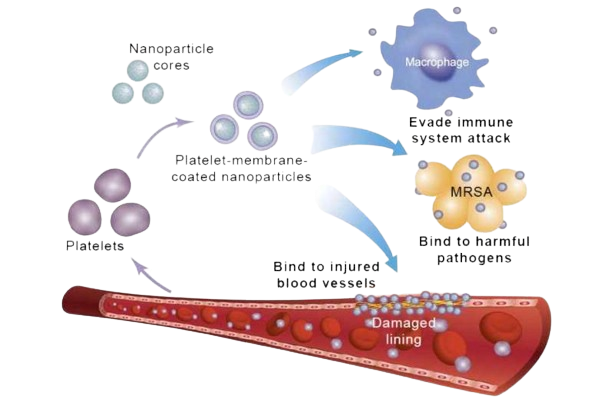 Nanoparticle
cores
Macrophage
Evade immune
system attack
Platelet-membrane-
coated nanoparticles
MRSA
Platelets
Bind to harmful
pathogens
Bind to injured
blood vessels
Damaged
lining